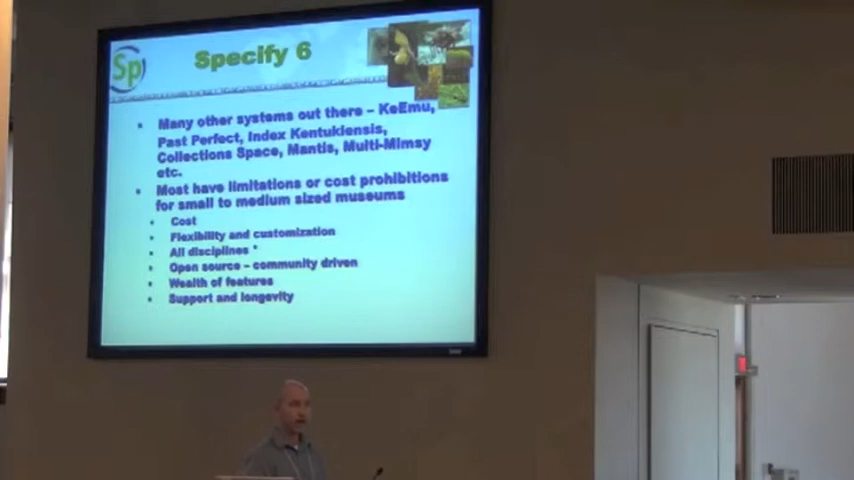 Sp
Specify 6
Many other systems out there – KeEmu,
Past Perfect, Index Kentukiensis,
Collections Space, Mantis, Multi-Mimsy
etc.
Most have limitations or cost prohibitions
for small to medium sized museums
Cost
Flexibility and customization
All disciplines *
Open source – community driven
Wealth of features
Support and longevity